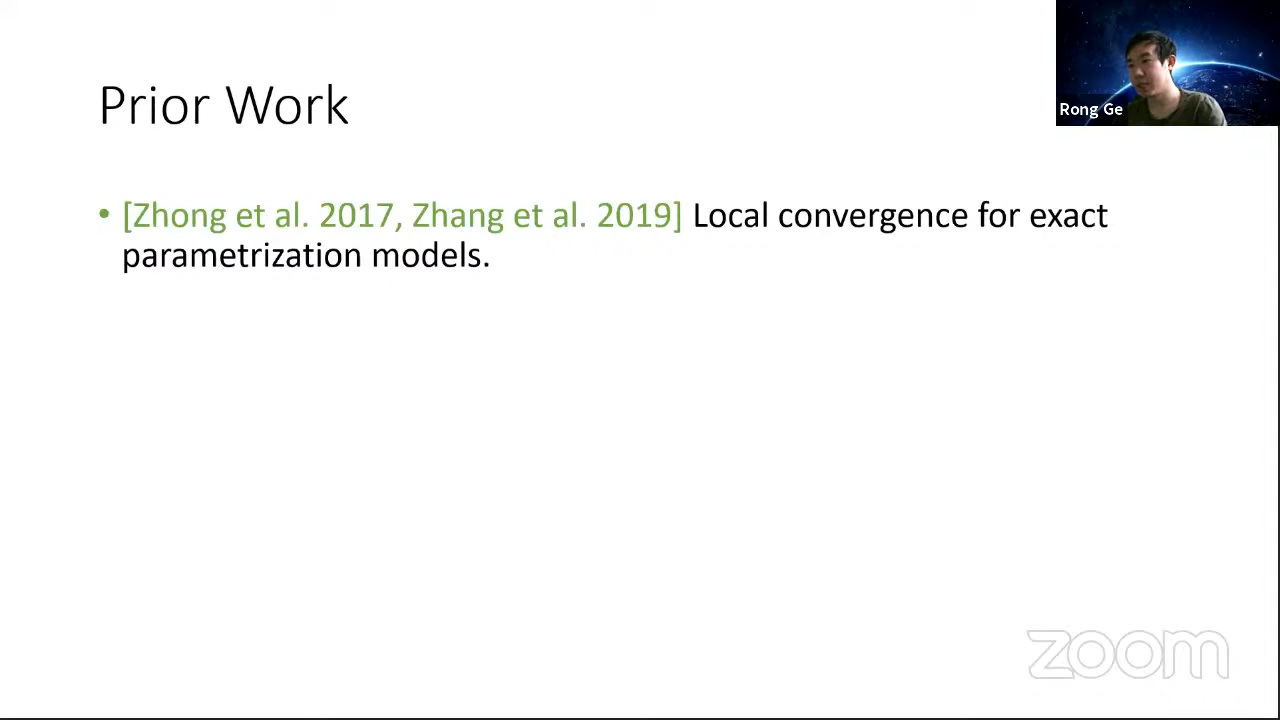 Prior Work
Rong Ge
• [Zhong et al. 2017, Zhang et al. 2019] Local convergence for exact
parametrization models.
zoom